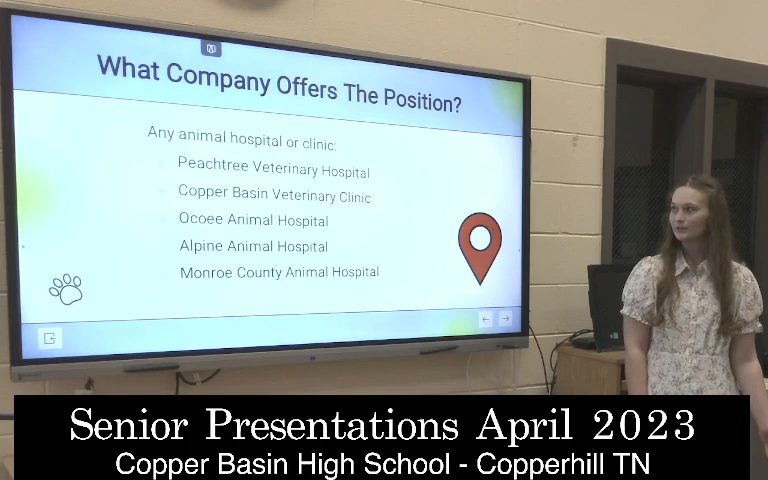 What Company Offers The Position?
Any animal hospital or clinic:
Peachtree Veterinary Hospital
Copper Basin Veterinary Clinic
Ocoee Animal Hospital
Alpine Animal Hospital
Monroe County Animal Hospital
Senior Presentations April 2023
Copper Basin High School - Copperhill TN